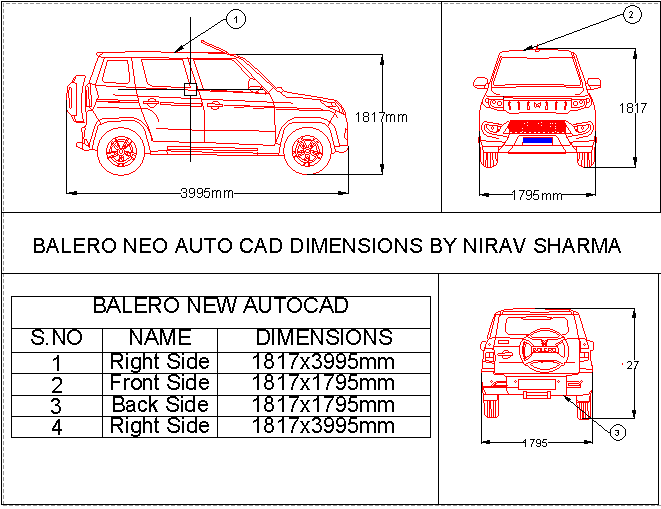 1
2
1817mm
1817
3995mm
1795mm
BALERO NEO AUTO CAD DIMENSIONS BY NIRAV SHARMA
BALERO NEW AUTOCAD
S.NO NAME DIMENSIONS
1 Right Side 1817x3995mm
2 Front Side 1817x1795mm
3 Back Side 1817x1795mm
4 Right Side 1817x3995mm
BALERO
27
3
1795